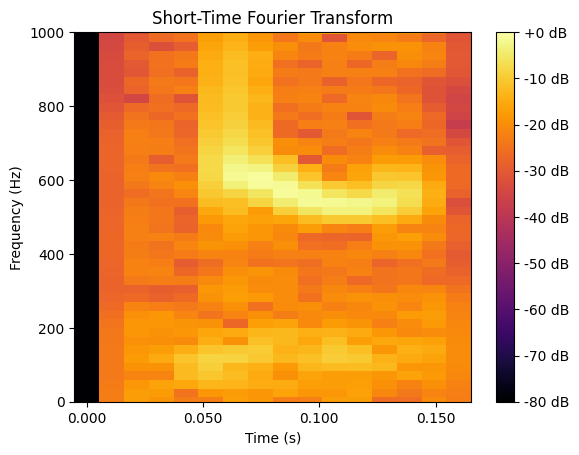 Short-Time Fourier Transform
1000
800
600
400
200
0
Frequency (Hz)
0.000
0.050
0.100
0.150
Time (s)
+0 dB
-10 dB
-20 dB
-30 dB
-40 dB
-50 dB
-60 dB
-70 dB
-80 dB